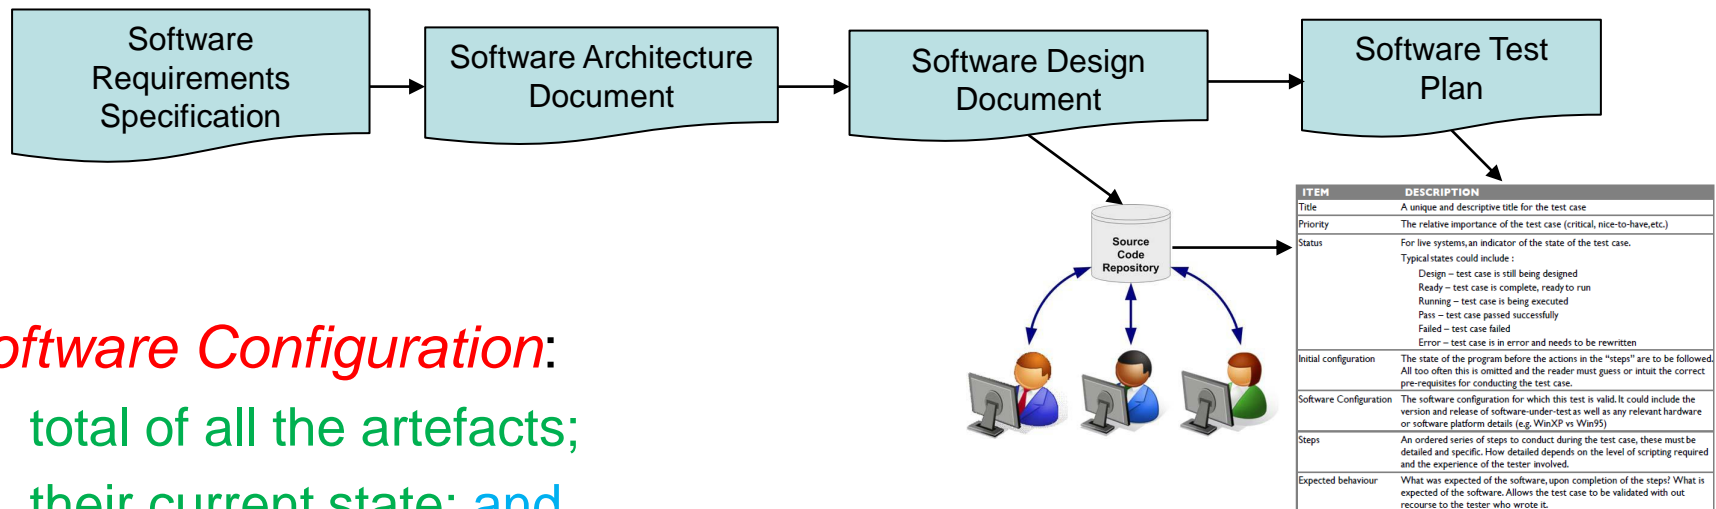 Software
Requirements
Specification
Software Architecture
Document
Software Design
Document
Software Test
Plan
Source
Code
Repository
oftware Configuration:
total of all the artefacts;
their current state; and
ITEM DESCRIPTION
Title A unique and descriptive title for the test case
Priority The relative importance of the test case (critical, nice-to-have,etc.)
Status For live systems, an indicator of the state of the test case.
Typical states could include :
Design – test case is still being designed
Ready – test case is complete, ready to run
Running – test case is being executed
Pass – test case passed successfully
Failed – test case failed
Error – test case is in error and needs to be rewritten
Initial configuration The state of the program before the actions in the “steps” are to be followed.
All too often this is omitted and the reader must guess or intuit the correct
pre-requisites for conducting the test case.
Software Configuration The software configuration for which this test is valid. It could include the
version and release of software-under-test as well as any relevant hardware
or software platform details (e.g. WinXP vs Win95)
Steps An ordered series of steps to conduct during the test case, these must be
detailed and specific. How detailed depends on the level of scripting required
and the experience of the tester involved.
Expected behaviour What was expected of the software, upon completion of the steps? What is
expected of the software. Allows the test case to be validated with out
recourse to the tester who wrote it.